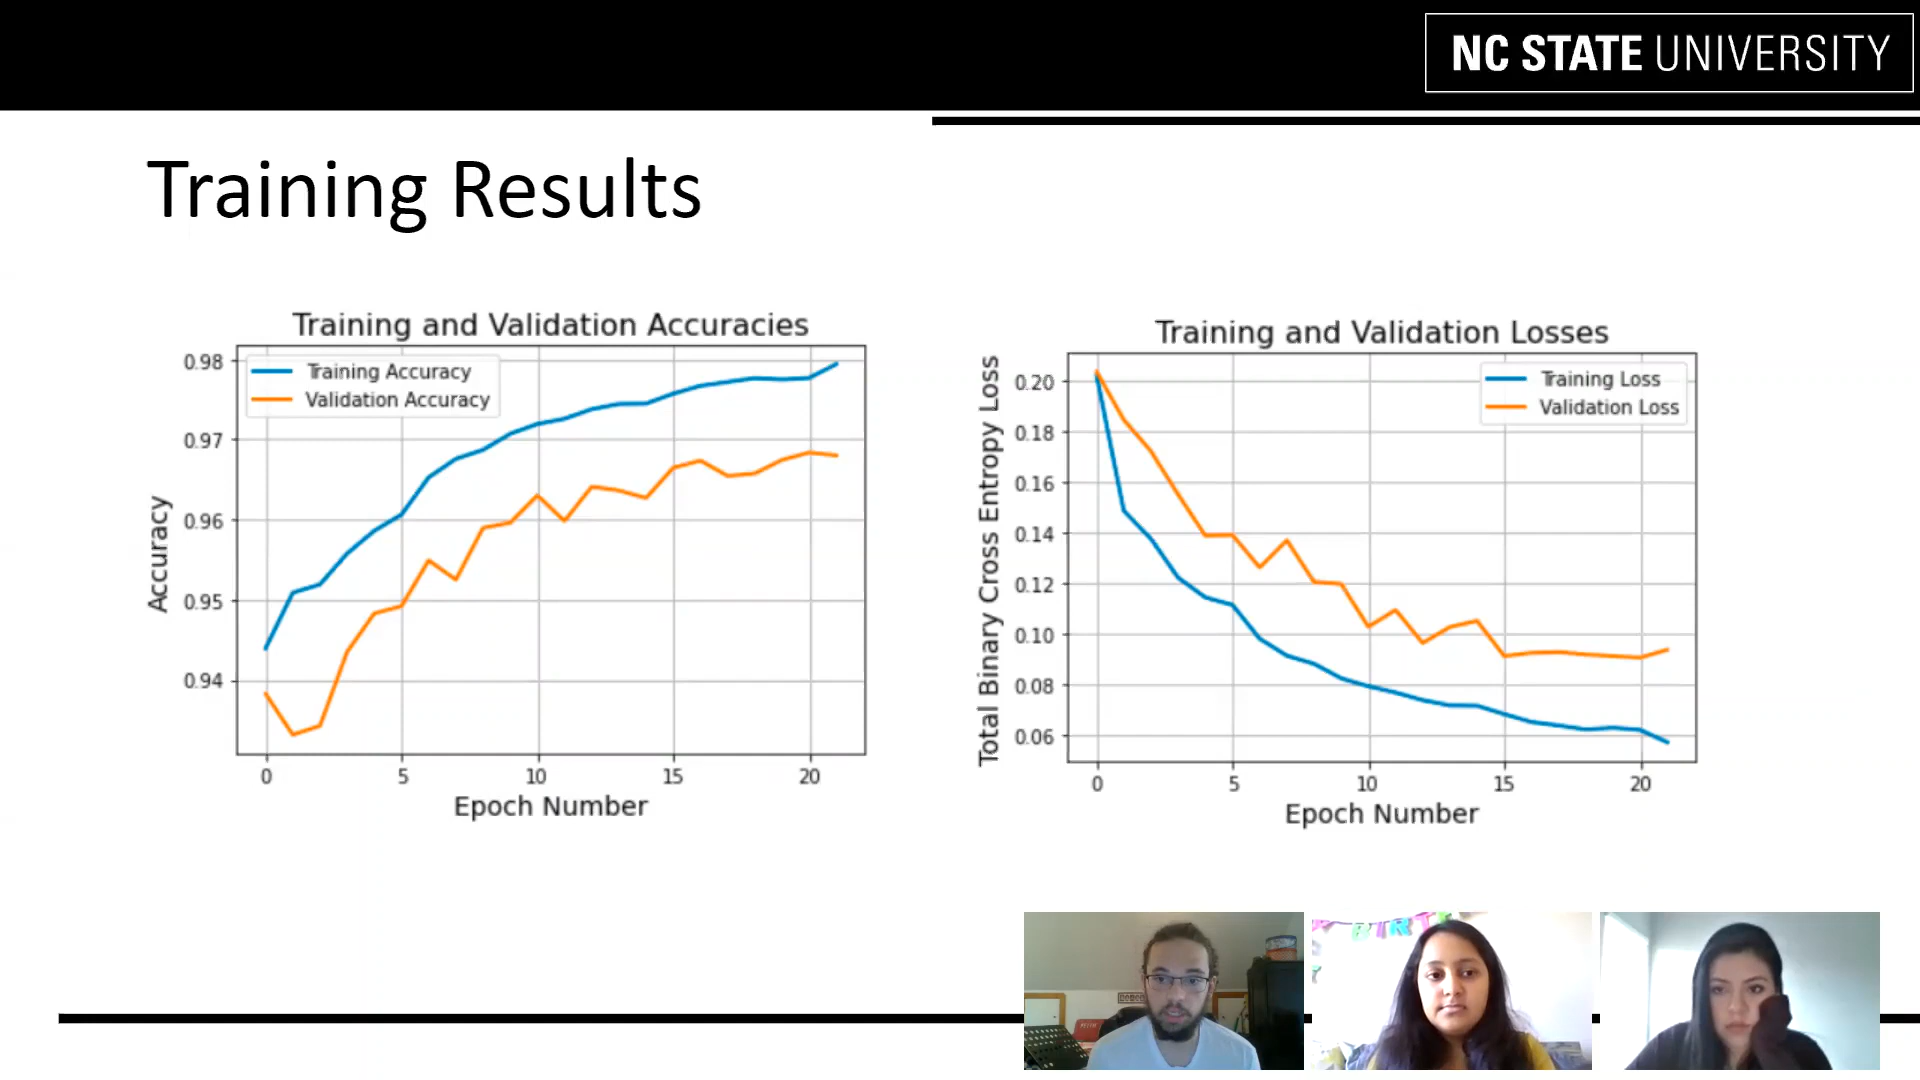 NC STATE UNIVERSITY
Training Results
Training and Validation Accuracies
Training Accuracy
Validation Accuracy
Accuracy
0.98
0.97
0.96
0.95
0.94
0
5
10
15
20
Epoch Number
Training and Validation Losses
Training Loss
Validation Loss
Total Binary Cross Entropy Loss
0.20
0.18
0.16
0.14
0.12
0.10
0.08
0.06
0
5
10
15
20
Epoch Number